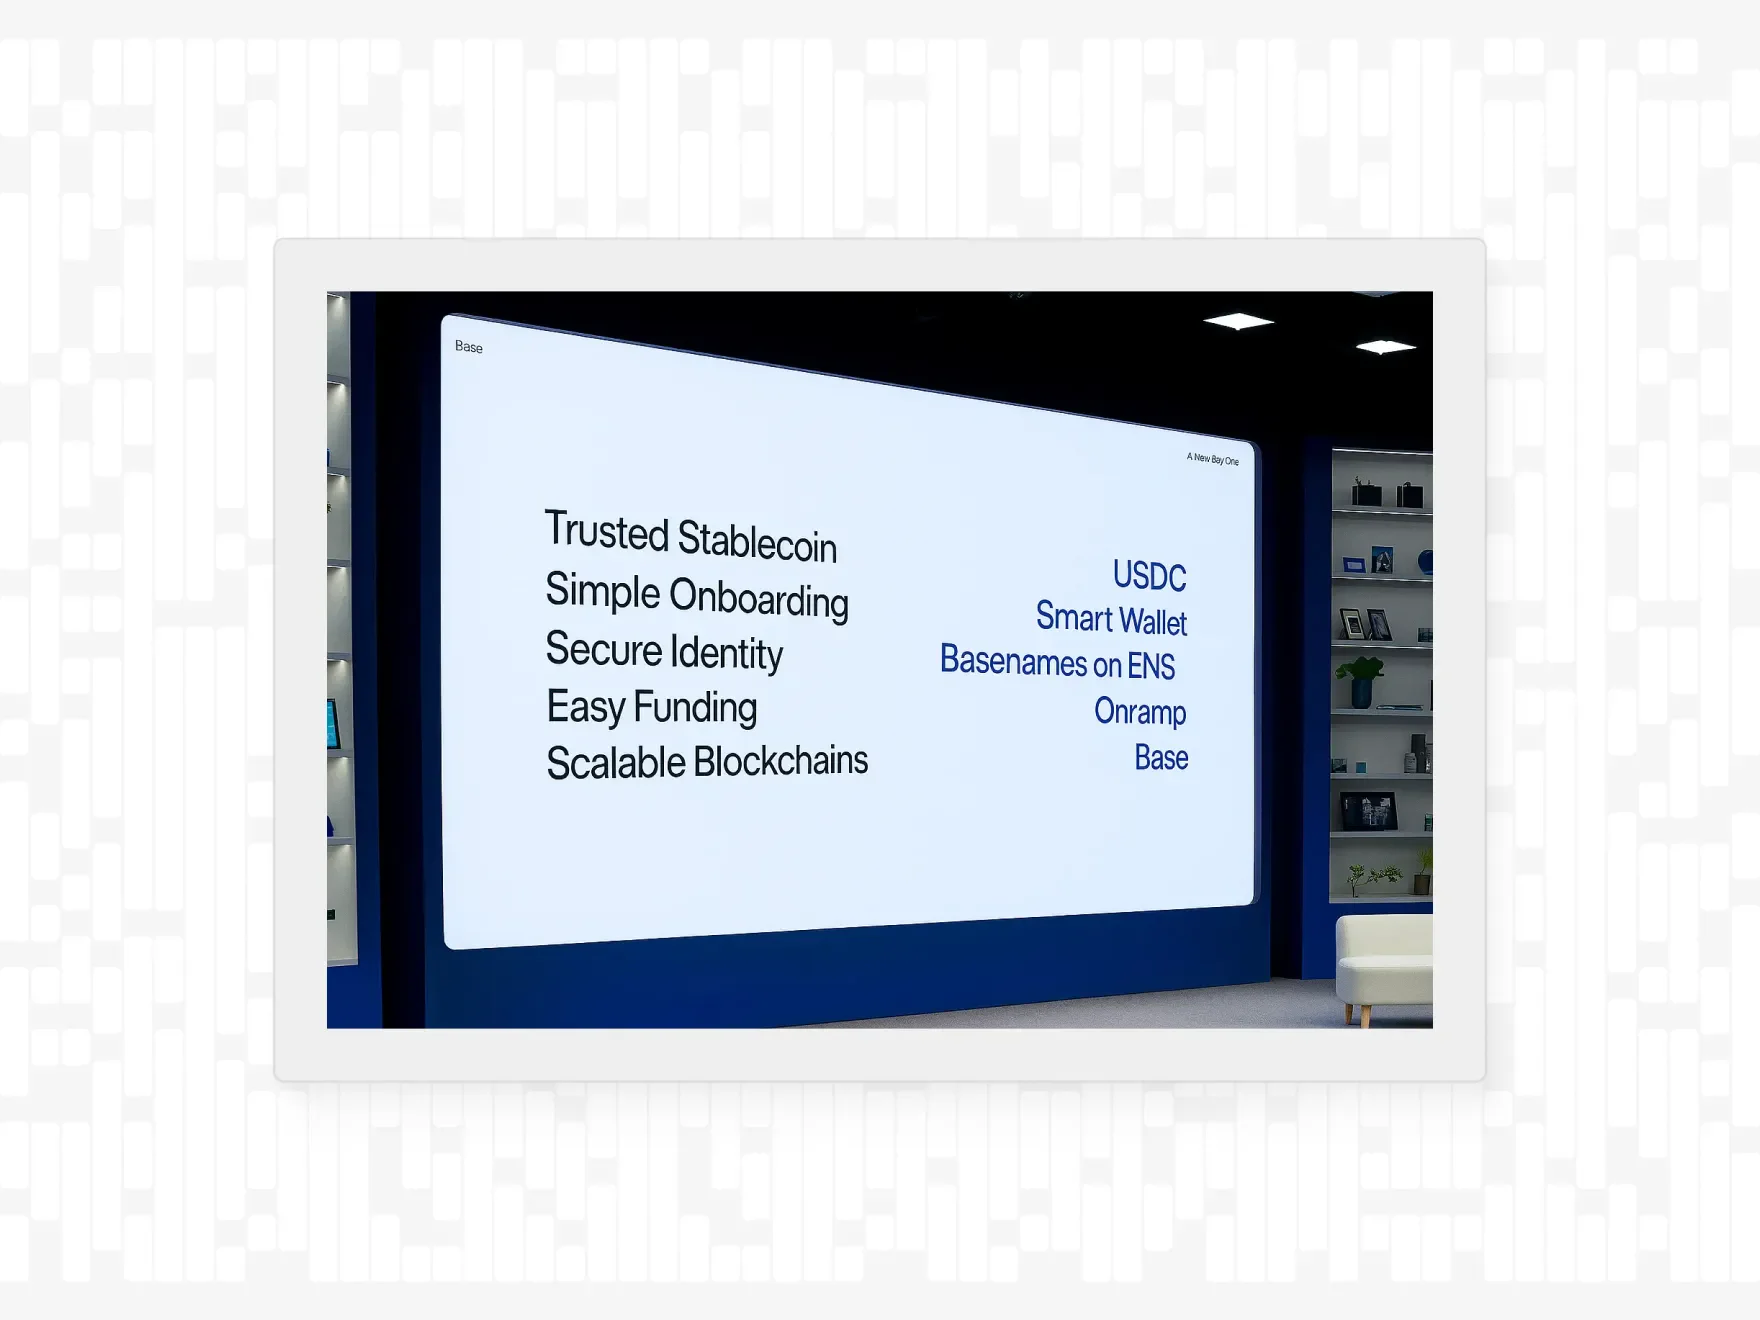 Base
A New Bay One
Trusted Stablecoin
USDC
Simple Onboarding
Smart Wallet
Secure Identity
Basenames on ENS
Easy Funding
Onramp
Scalable Blockchains
Base